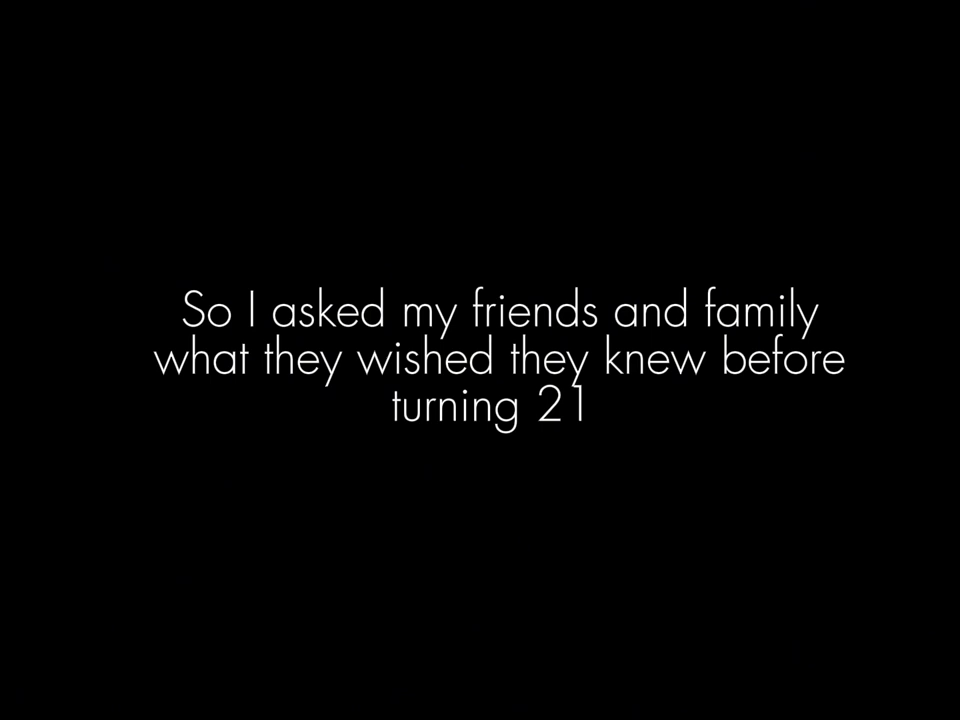 So I asked my friends and family
what they wished they knew before
turning 21